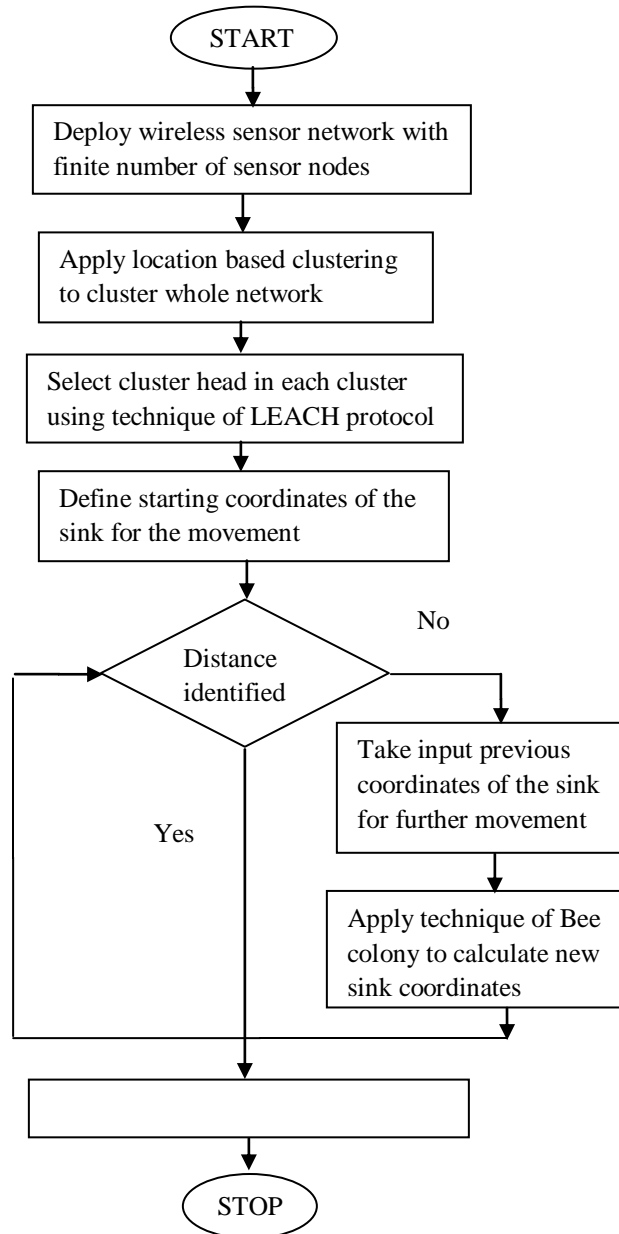 START
Deploy wireless sensor network with
finite number of sensor nodes
Apply location based clustering
to cluster whole network
Select cluster head in each cluster
using technique of LEACH protocol
Define starting coordinates of the
sink for the movement
Distance
identified
No
Take input previous
coordinates of the sink
for further movement
Yes
Apply technique of Bee
colony to calculate new
sink coordinates
STOP